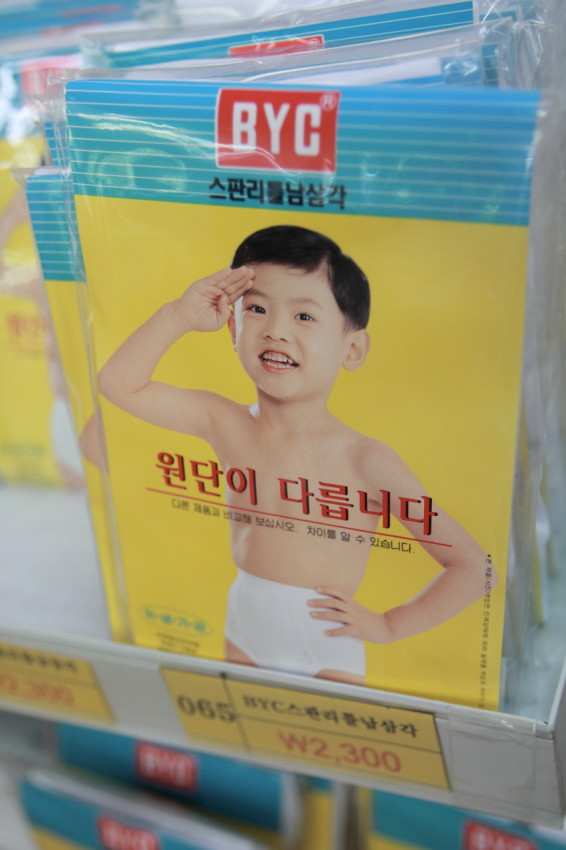 BYC®
스판리틀남삼각
원단이 다릅니다
다른 제품과 비교해 보십시오. 차이를 알 수 있습니다.
065
BYC스판리틀남삼각
₩2,300
2,300
BYC
BYC